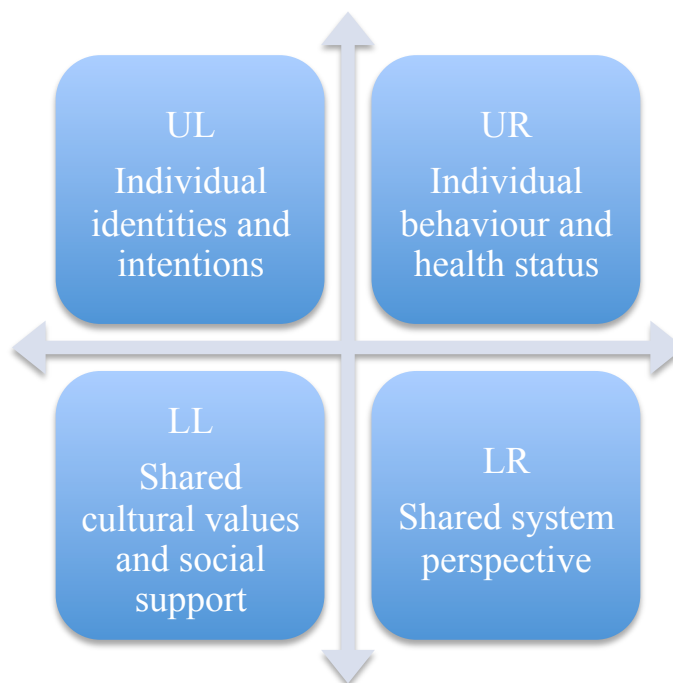 UL
Individual
identities and
intentions
UR
Individual
behaviour and
health status
LL
Shared
cultural values
and social
support
LR
Shared system
perspective